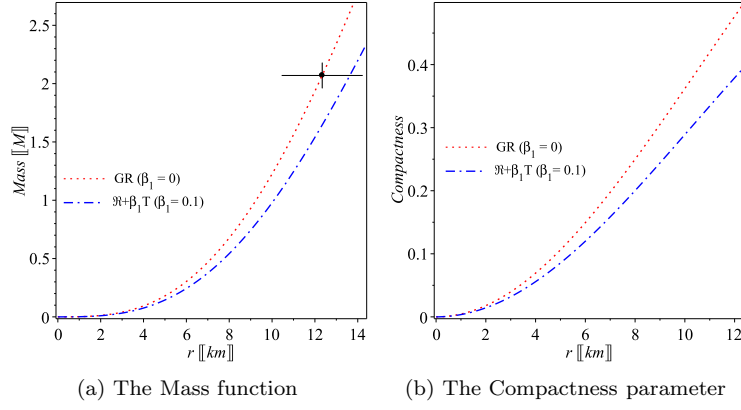 2.5
2
1.5
1
0.5
0
Mass [[M]]
GR (β₁ = 0)
ℜ+β₁T (β₁= 0.1)
0 2 4 6 8 10 12 14
r [[km]]
(a) The Mass function
0.4
0.3
0.2
0.1
0
Compactness
GR (β₁ = 0)
ℜ+β₁T (β₁= 0.1)
0 2 4 6 8 10 12
r [[km]]
(b) The Compactness parameter